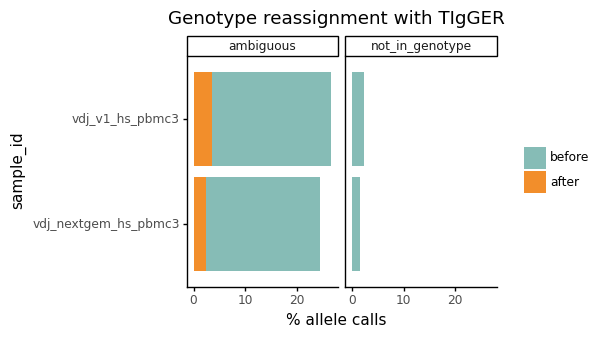 Genotype reassignment with TIgGER
ambiguous
not_in_genotype
sample_id
vdj_v1_hs_pbmc3
vdj_nextgem_hs_pbmc3
before
after
0 10 20
0 10 20
% allele calls